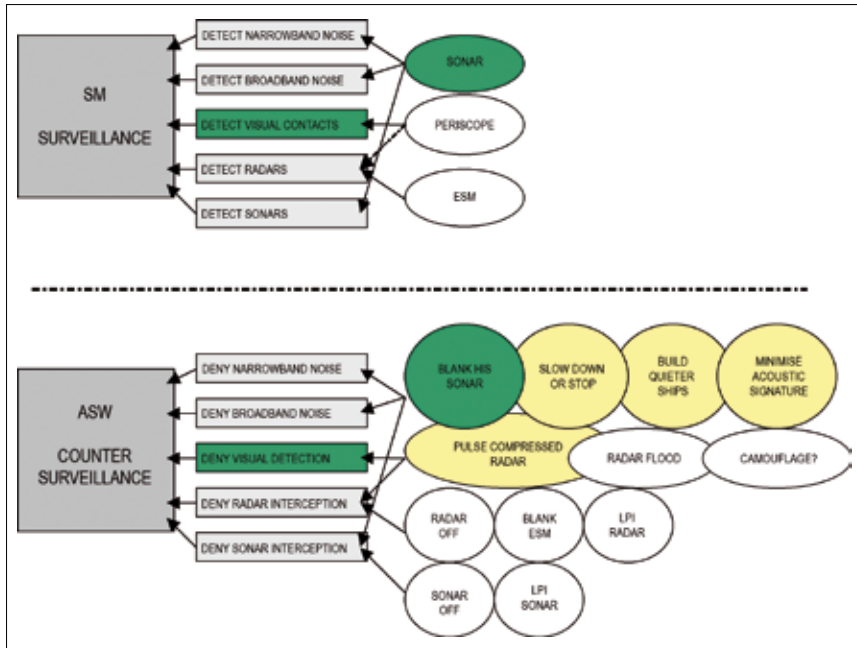 DETECT NARROWBAND NOISE
DETECT BROADBAND NOISE
SM
SURVEILLANCE
DETECT VISUAL CONTACTS
DETECT RADARS
DETECT SONARS
SONAR
PERISCOPE
ESM
DENY NARROWBAND NOISE
DENY BROADBAND NOISE
ASW
COUNTER
SURVEILLANCE
DENY VISUAL DETECTION
DENY RADAR INTERCEPTION
DENY SONAR INTERCEPTION
BLANK HIS
SONAR
SLOW DOWN
OR STOP
BUILD
QUIETER
SHIPS
MINIMISE
ACOUSTIC
SIGNATURE
PULSE COMPRESSED
RADAR
RADAR FLOOD
CAMOUFLAGE?
RADAR
OFF
BLANK
ESM
LPI
RADAR
SONAR
OFF
LPI
SONAR